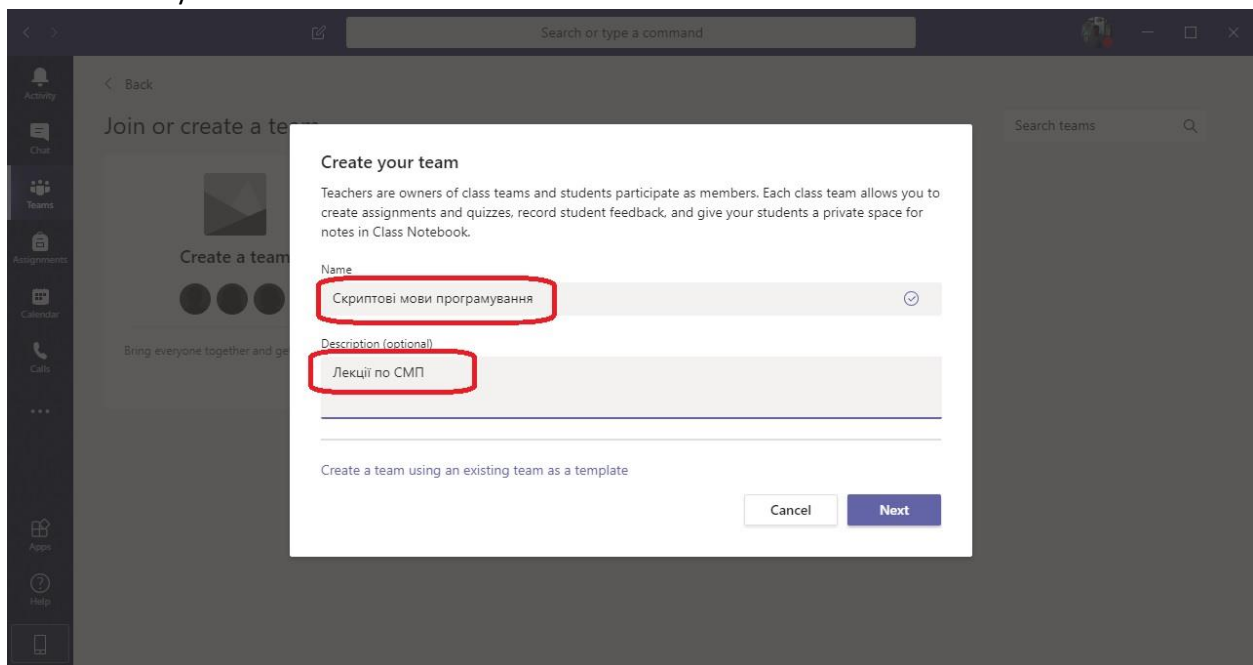 Search or type a command
Activity
Back
Chat
Join or create a te
Search teams
Teams
Assignments
Create a team
Calendar
Bring everyone together and ge
Calls
Create your team
Teachers are owners of class teams and students participate as members. Each class team allows you to
create assignments and quizzes, record student feedback, and give your students a private space for
notes in Class Notebook.
Name
Скриптові мови програмування
Description (optional)
Лекції по СМП
Create a team using an existing team as a template
Cancel
Next
Apps
Help